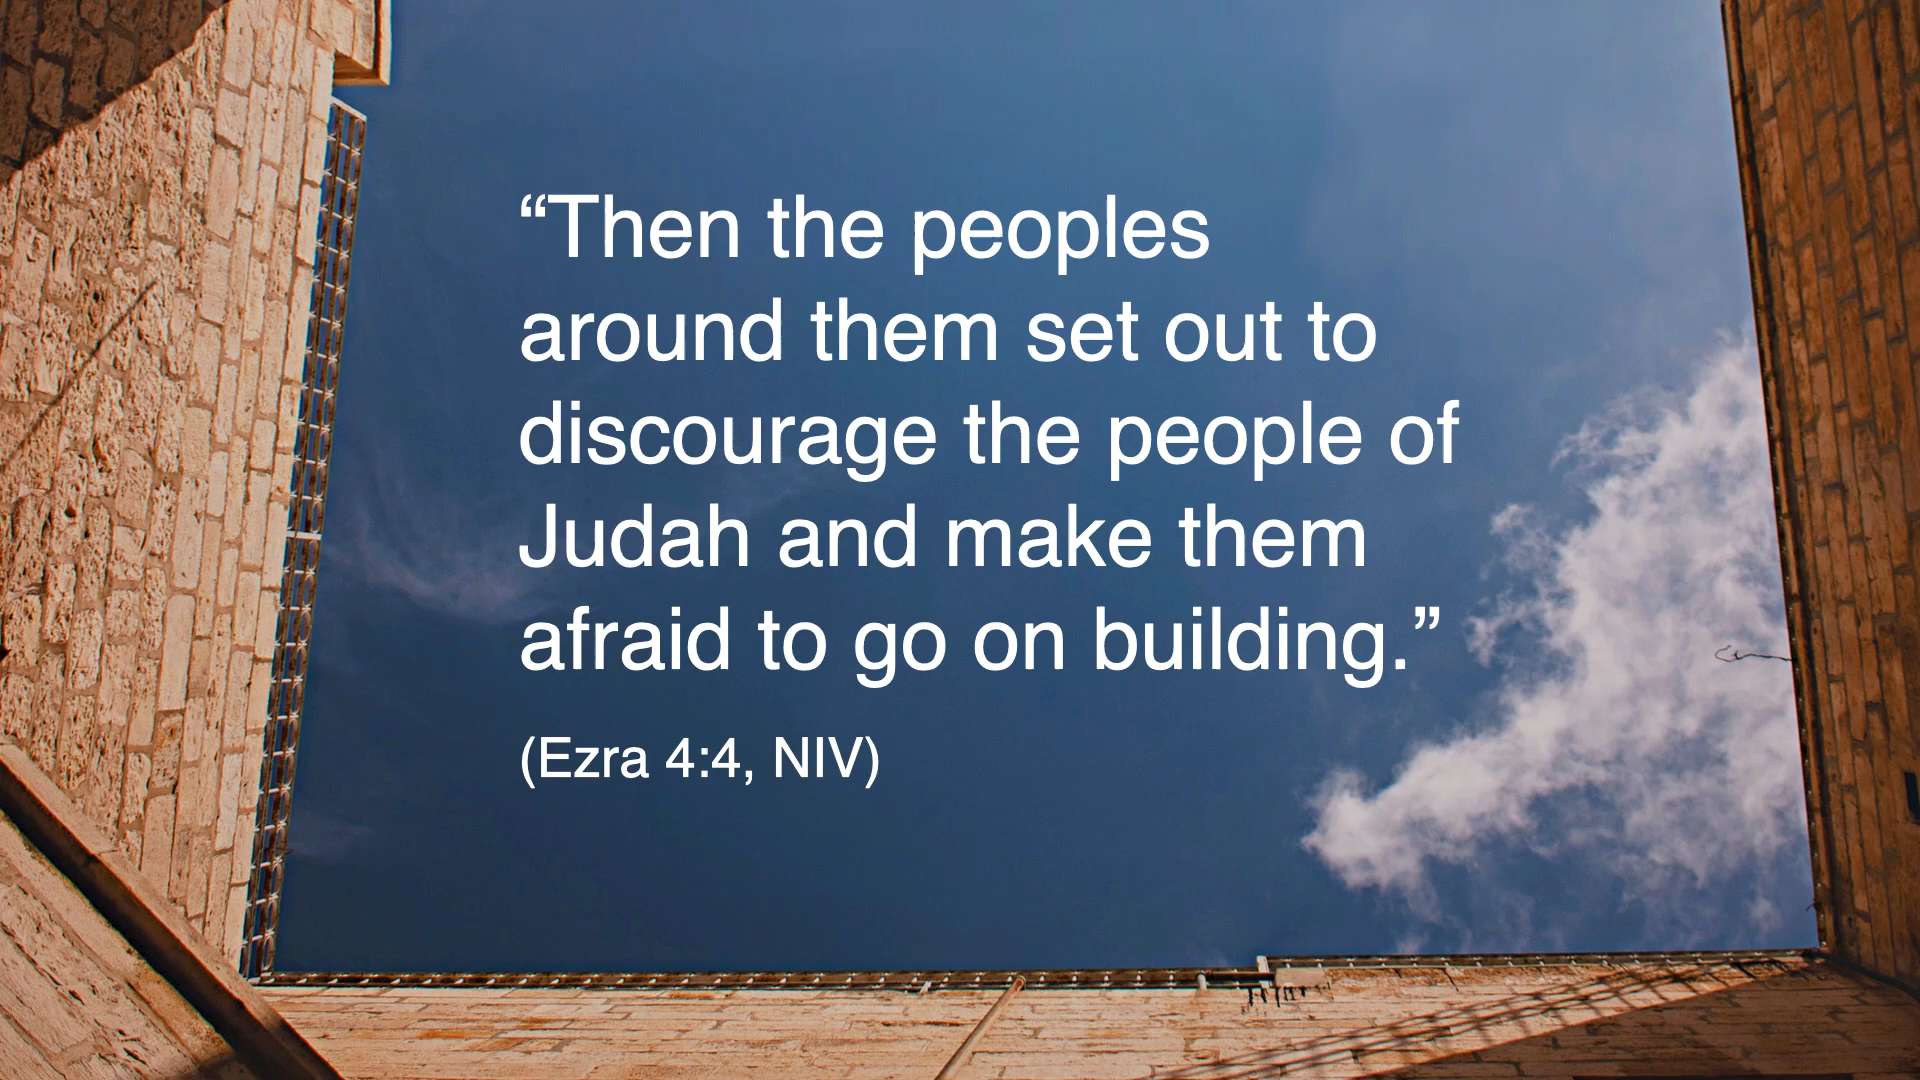 “Then the peoples
around them set out to
discourage the people of
Judah and make them
afraid to go on building.”
(Ezra 4:4, NIV)